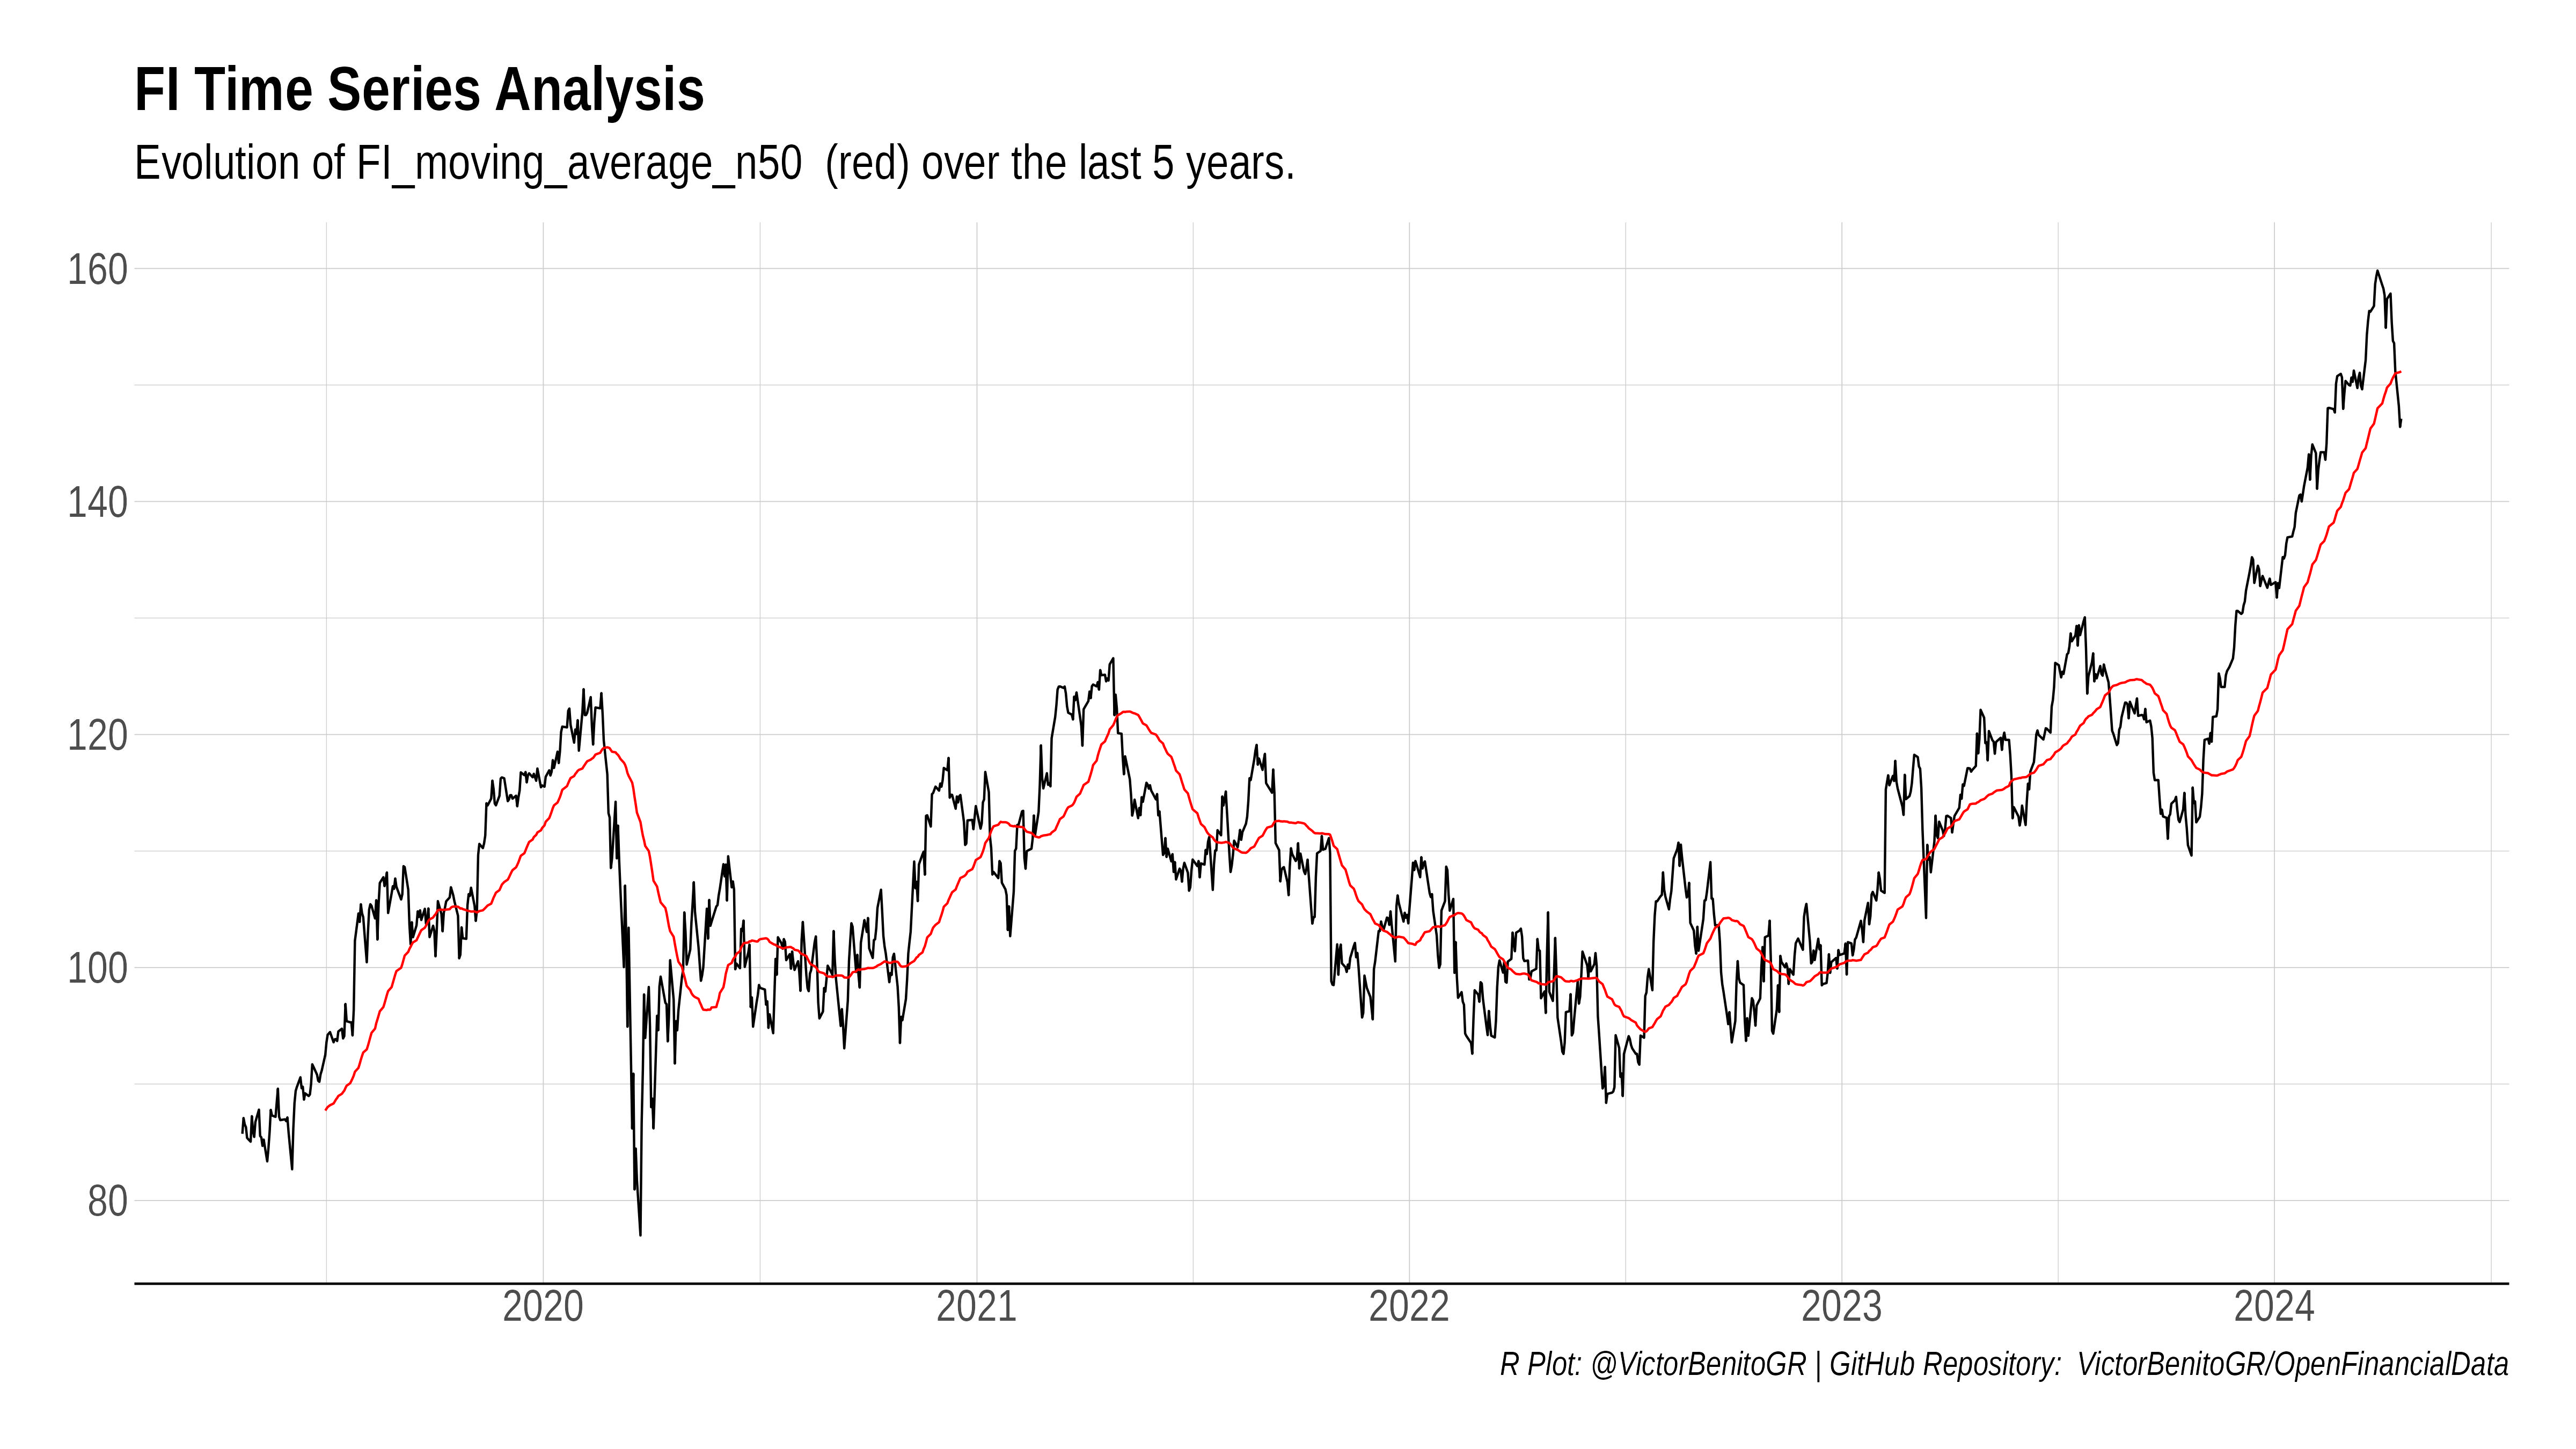 FI Time Series Analysis
Evolution of FI_moving_average_n50  (red) over the last 5 years.
160
140
120
100
80
2020 2021 2022 2023 2024
R Plot: @VictorBenitoGR | GitHub Repository:  VictorBenitoGR/OpenFinancialData